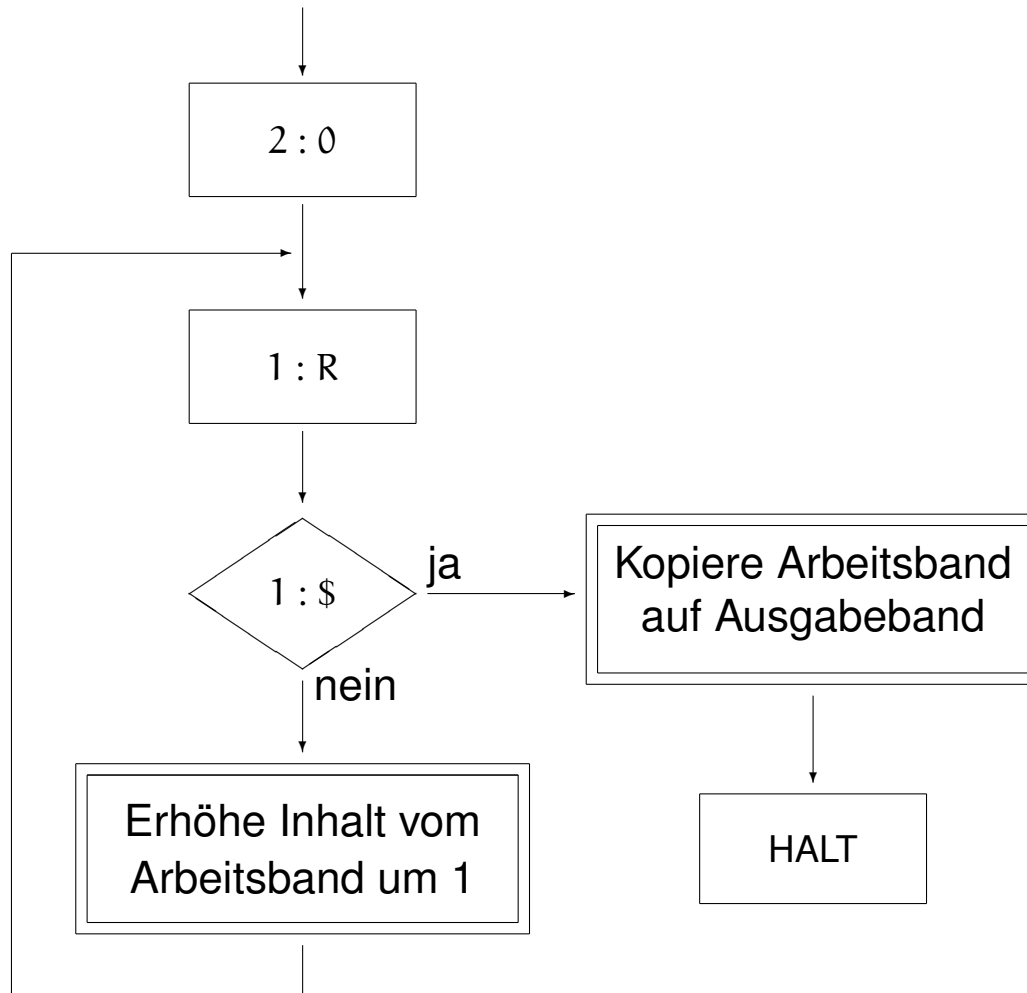 2 : 0
1 : R
1 : $
ja
nein
Kopiere Arbeitsband
auf Ausgabeband
Erhöhe Inhalt vom
Arbeitsband um 1
HALT